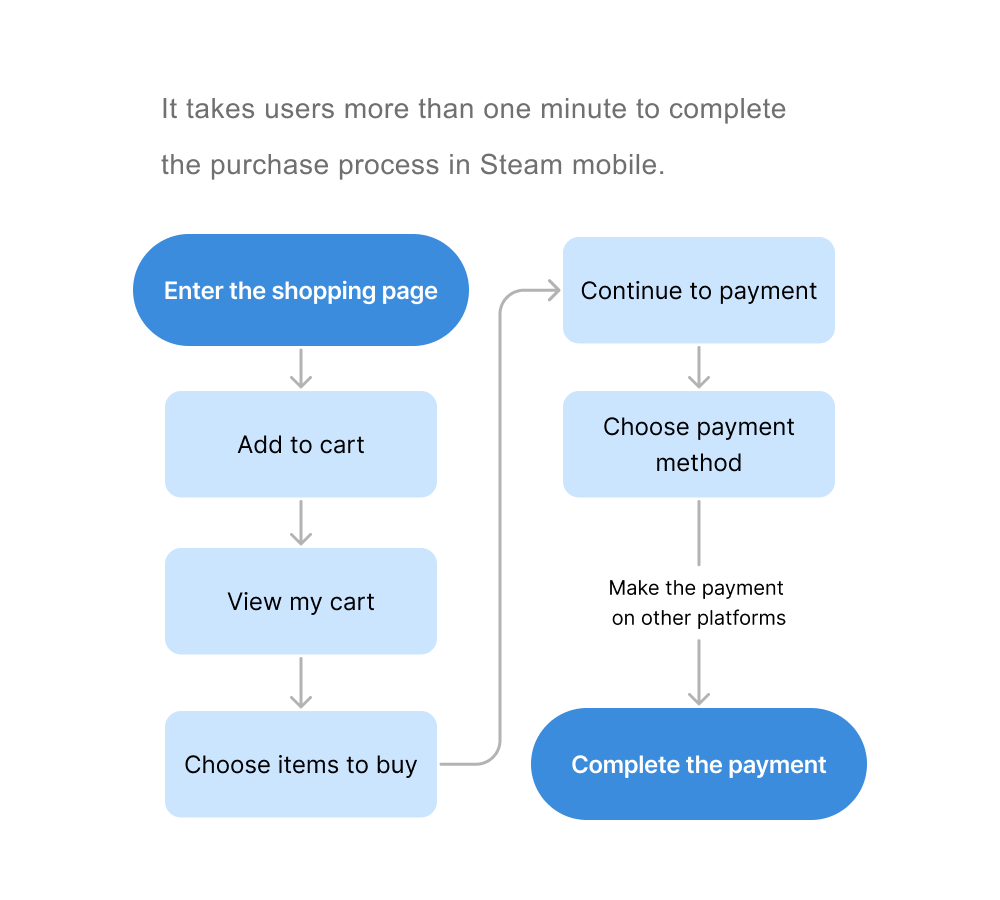 It takes users more than one minute to complete
the purchase process in Steam mobile.
Enter the shopping page
Add to cart
View my cart
Choose items to buy
Continue to payment
Choose payment
method
Make the payment
on other platforms
Complete the payment